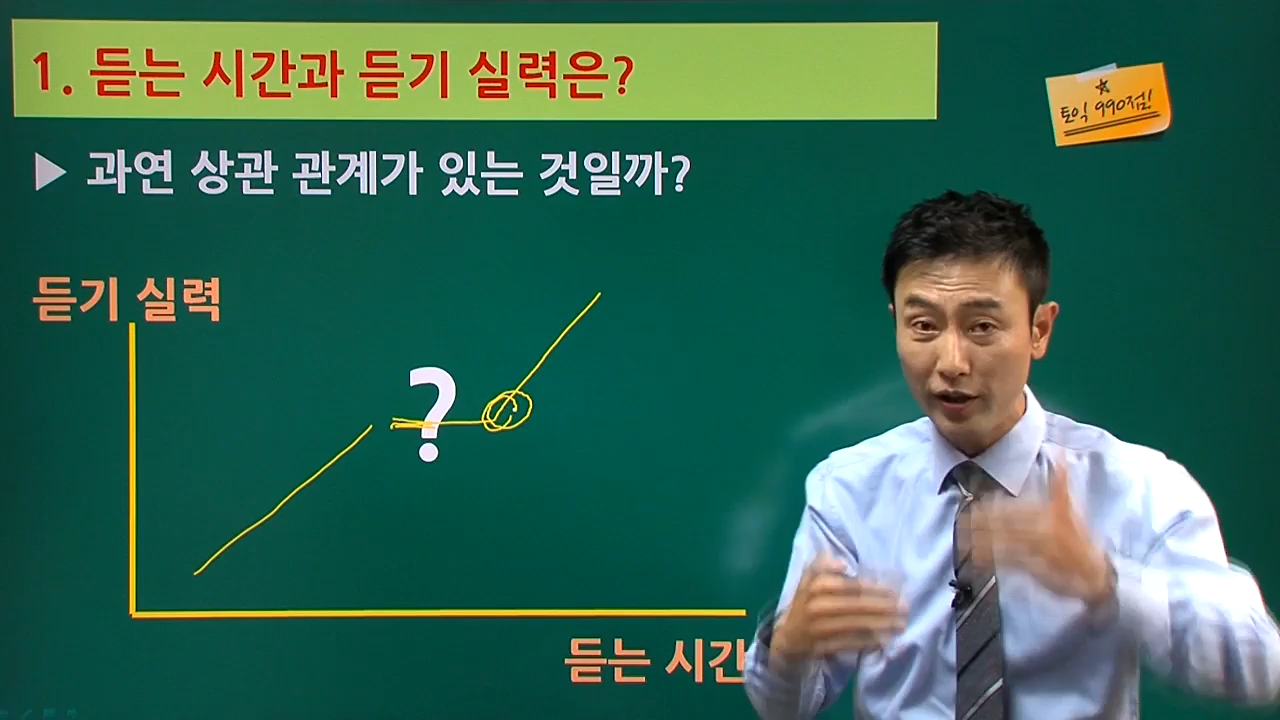 1. 듣는 시간과 듣기 실력은?
▶ 과연 상관 관계가 있는 것일까?
토익 990점!
듣기 실력
?
듣는 시간